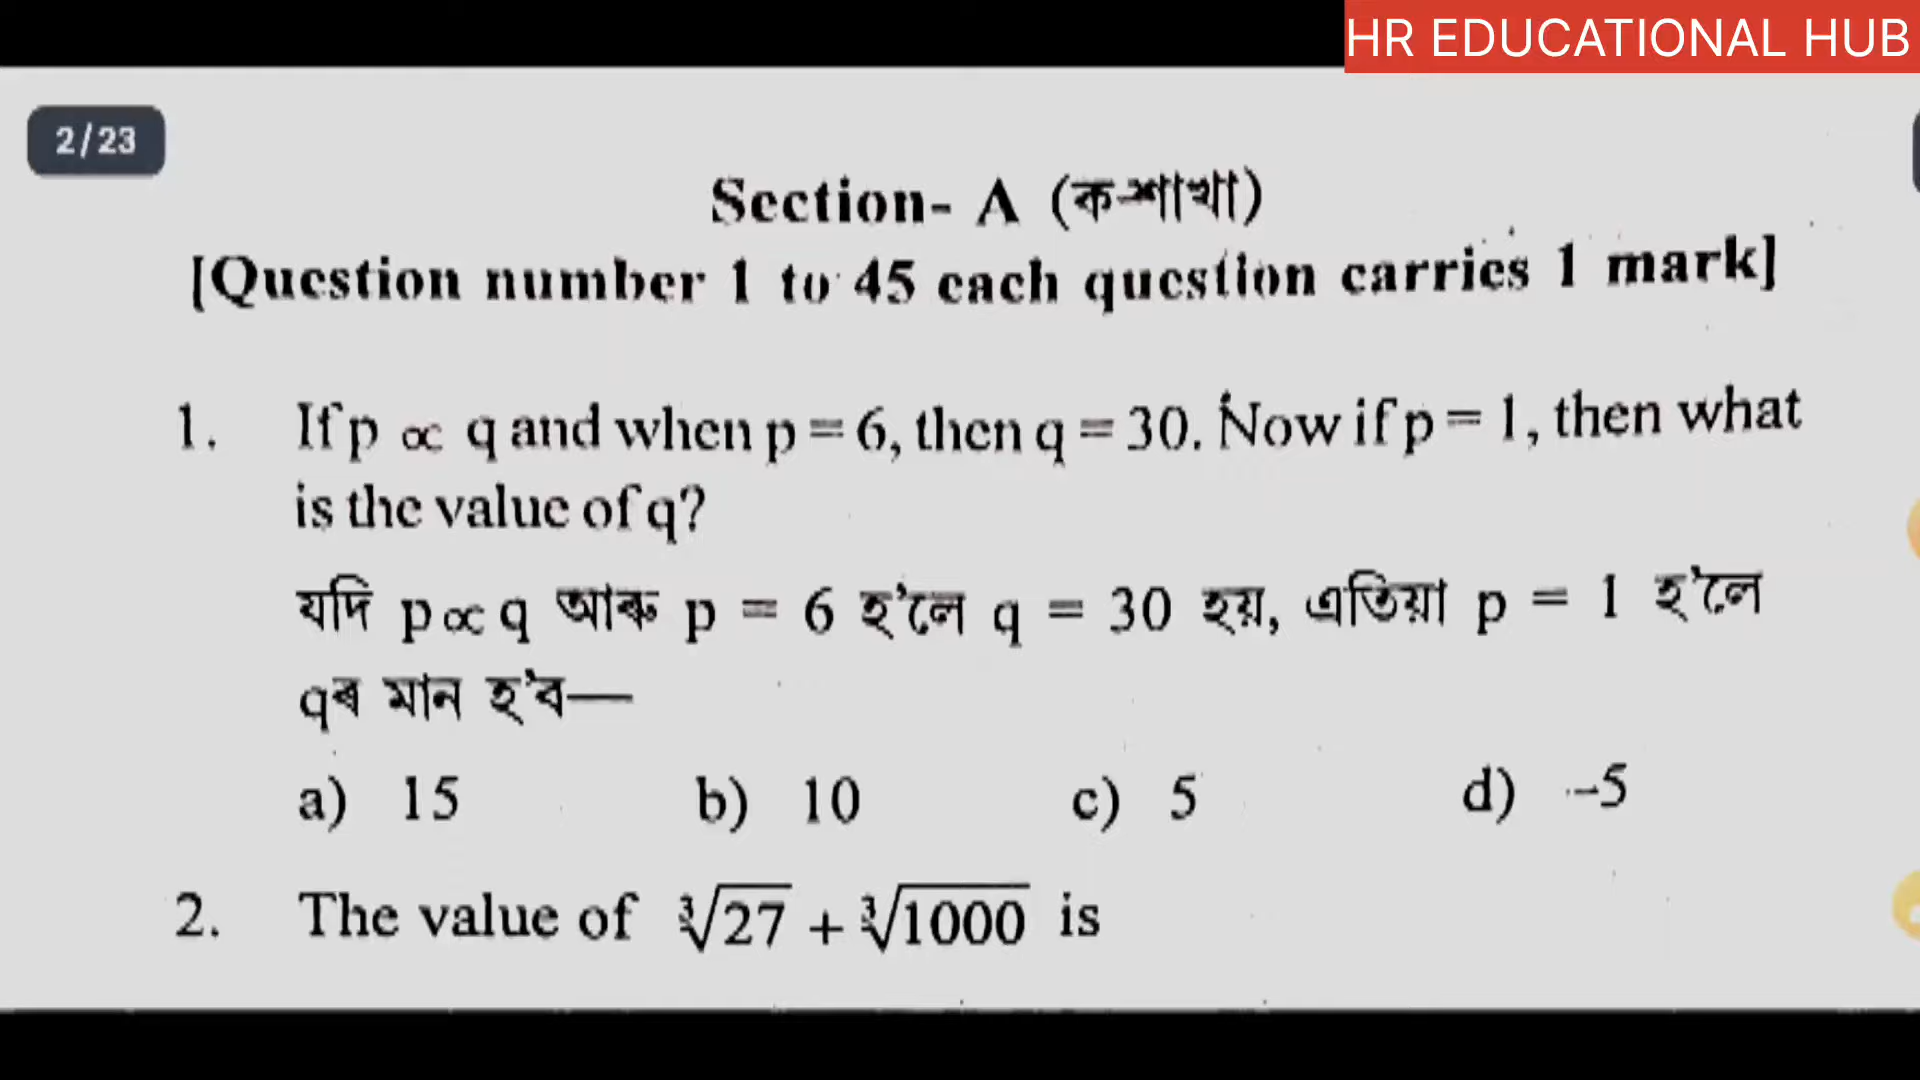 HR EDUCATIONAL HUB
2/23
Section- A (ক-শাখা)
[Question number 1 to 45 each question carries 1 mark]
1. If p ∝ q and when p = 6, then q = 30. Now if p = 1, then what
is the value of q?
যদি p ∝ q আৰু p = 6 হ'লে q = 30 হয়, এতিয়া p = 1 হ'লে
qৰ মান হ'ব—
a) 15 b) 10 c) 5 d) -5
2. The value of ∛27 + ∛1000 is